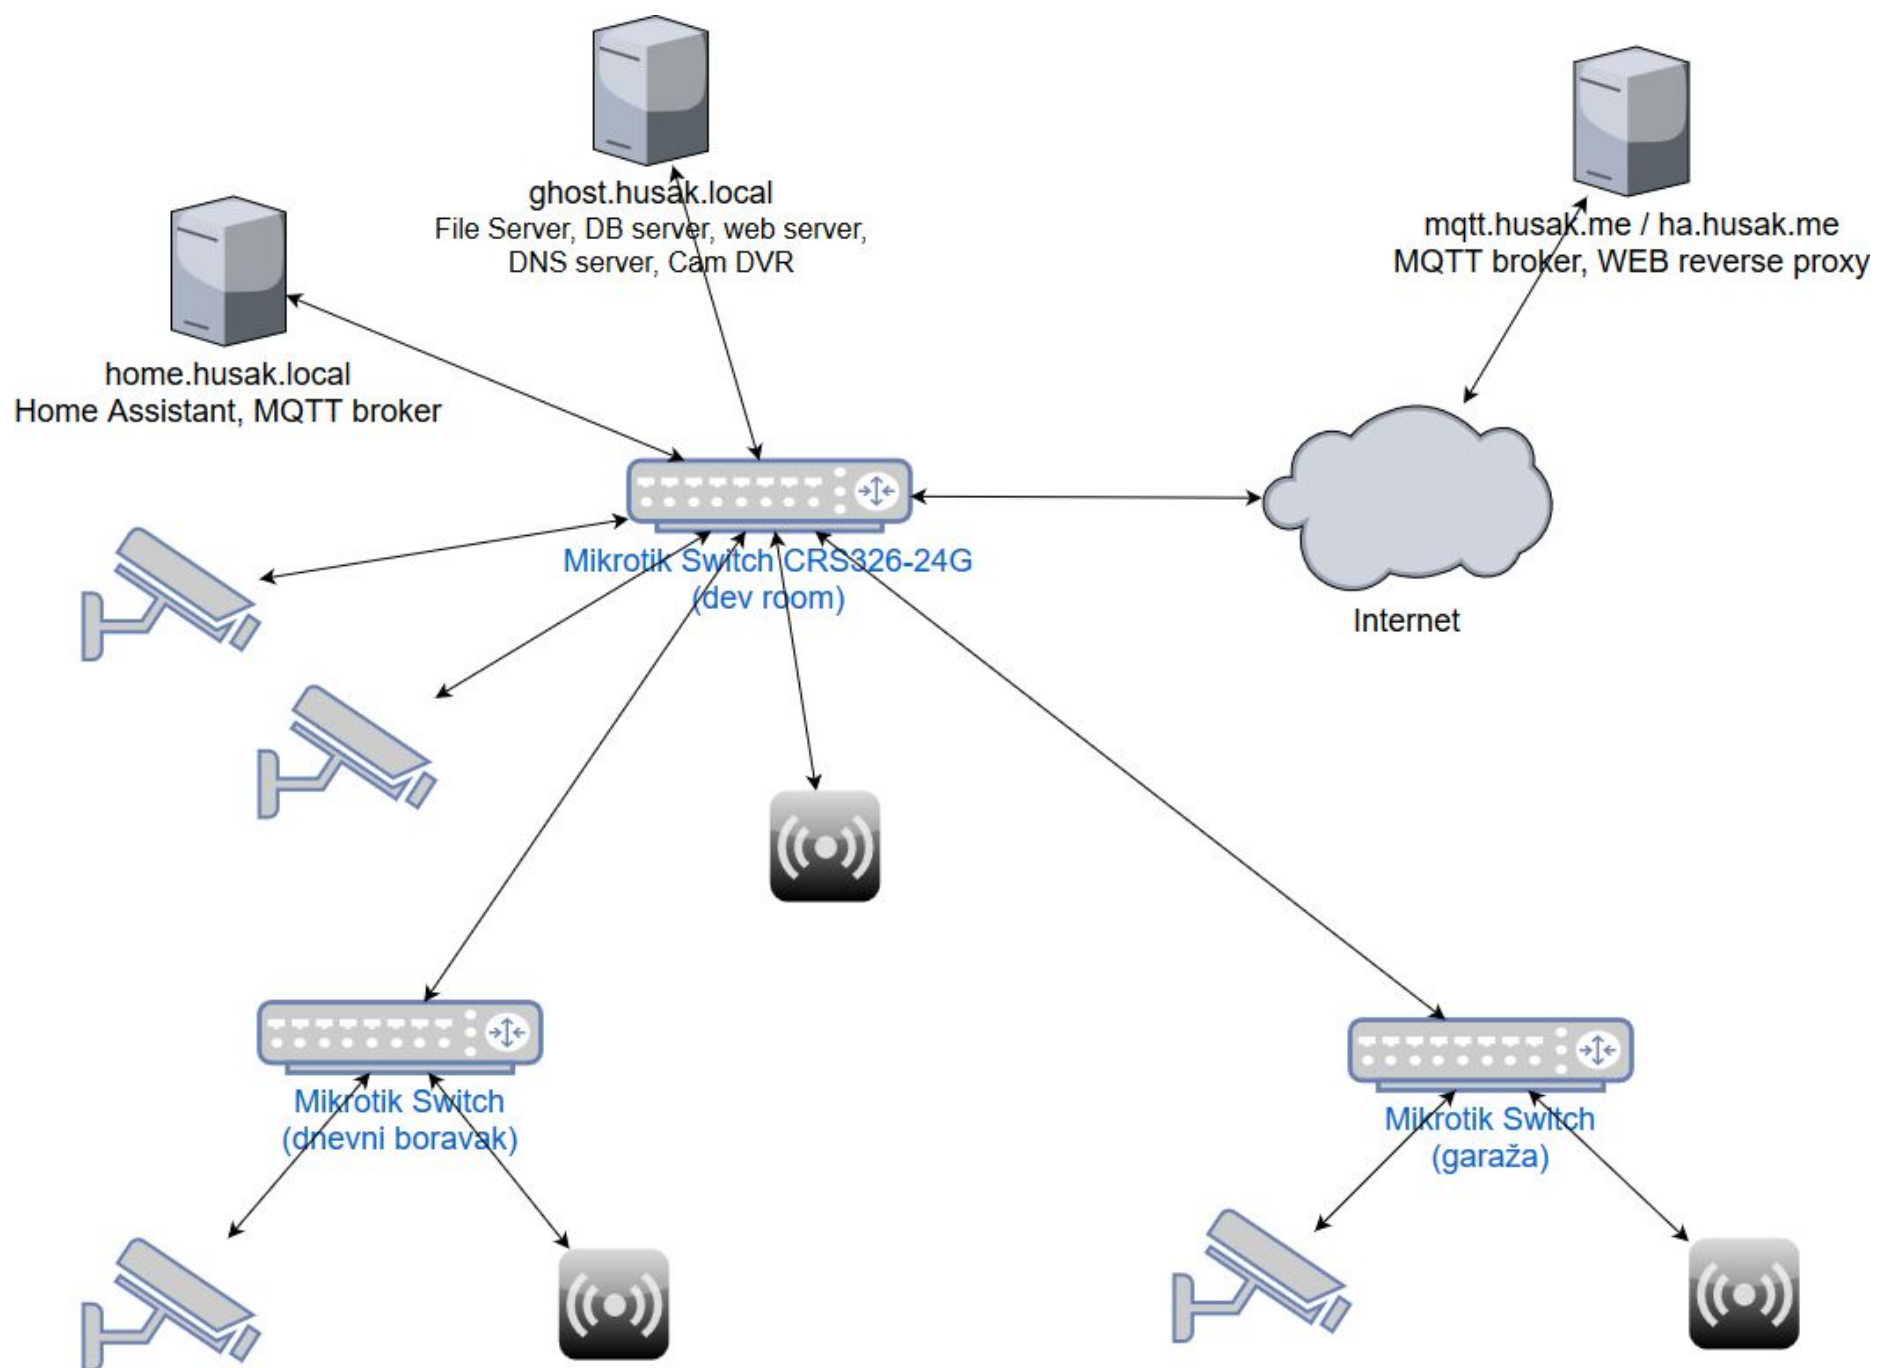 ghost.husak.local
File Server, DB server, web server,
DNS server, Cam DVR
mqtt.husak.me / ha.husak.me
MQTT broker, WEB reverse proxy
home.husak.local
Home Assistant, MQTT broker
Mikrotik Switch CRS326-24G
(dev room)
Internet
Mikrotik Switch
(dnevni boravak)
Mikrotik Switch
(garaža)